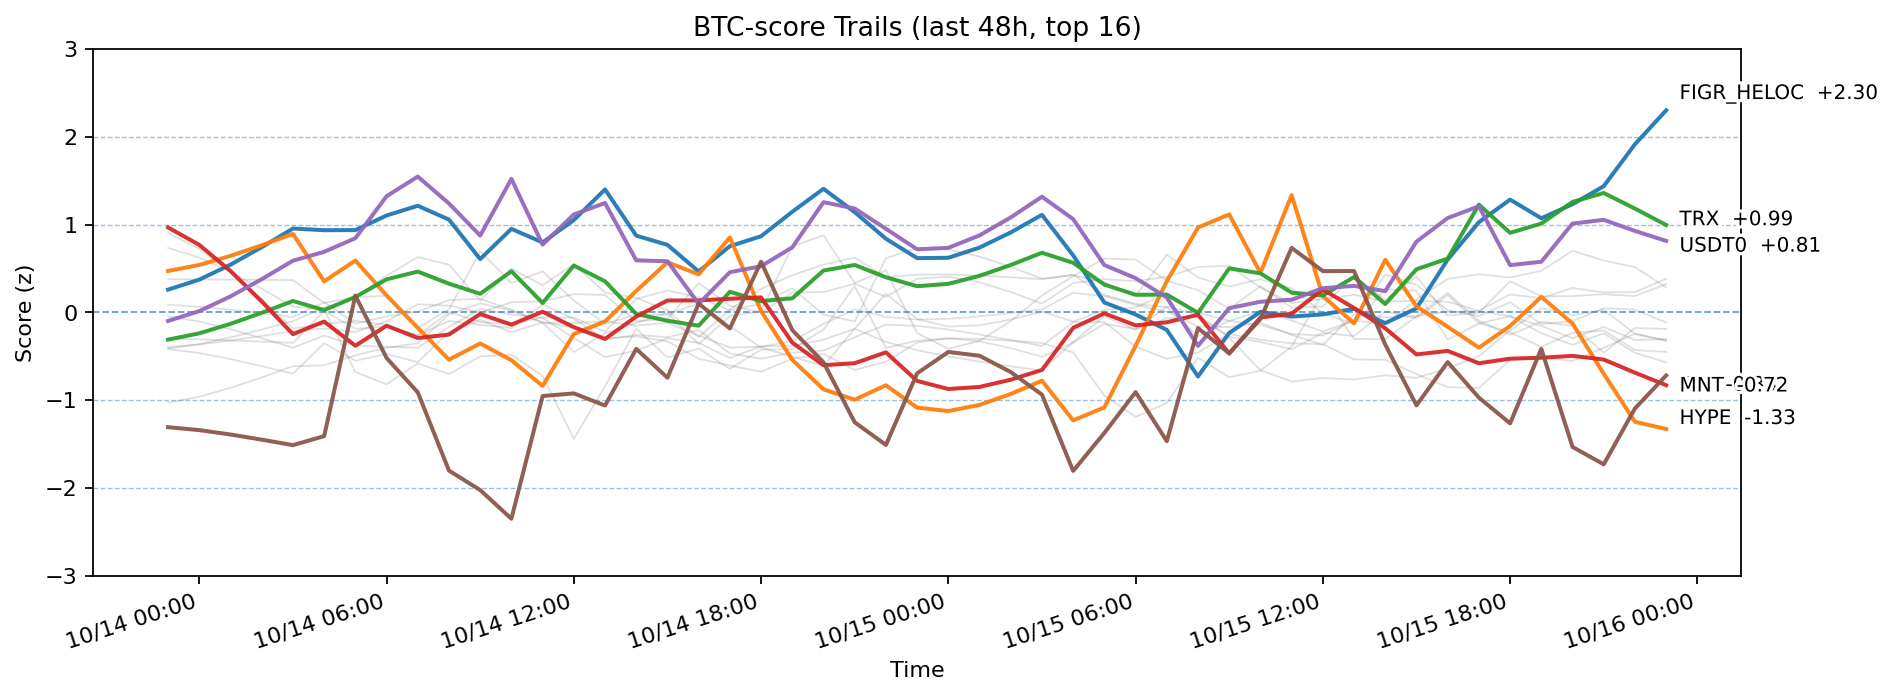 BTC-score Trails (last 48h, top 16)
Score (z)
3
2
1
0
−1
−2
−3
FIGR_HELOC +2.30
TRX +0.99
USDT0 +0.81
MNT
HYPE -1.33
10/14 00:00
10/14 06:00
10/14 12:00
10/14 18:00
10/15 00:00
10/15 06:00
10/15 12:00
10/15 18:00
10/16 00:00
Time